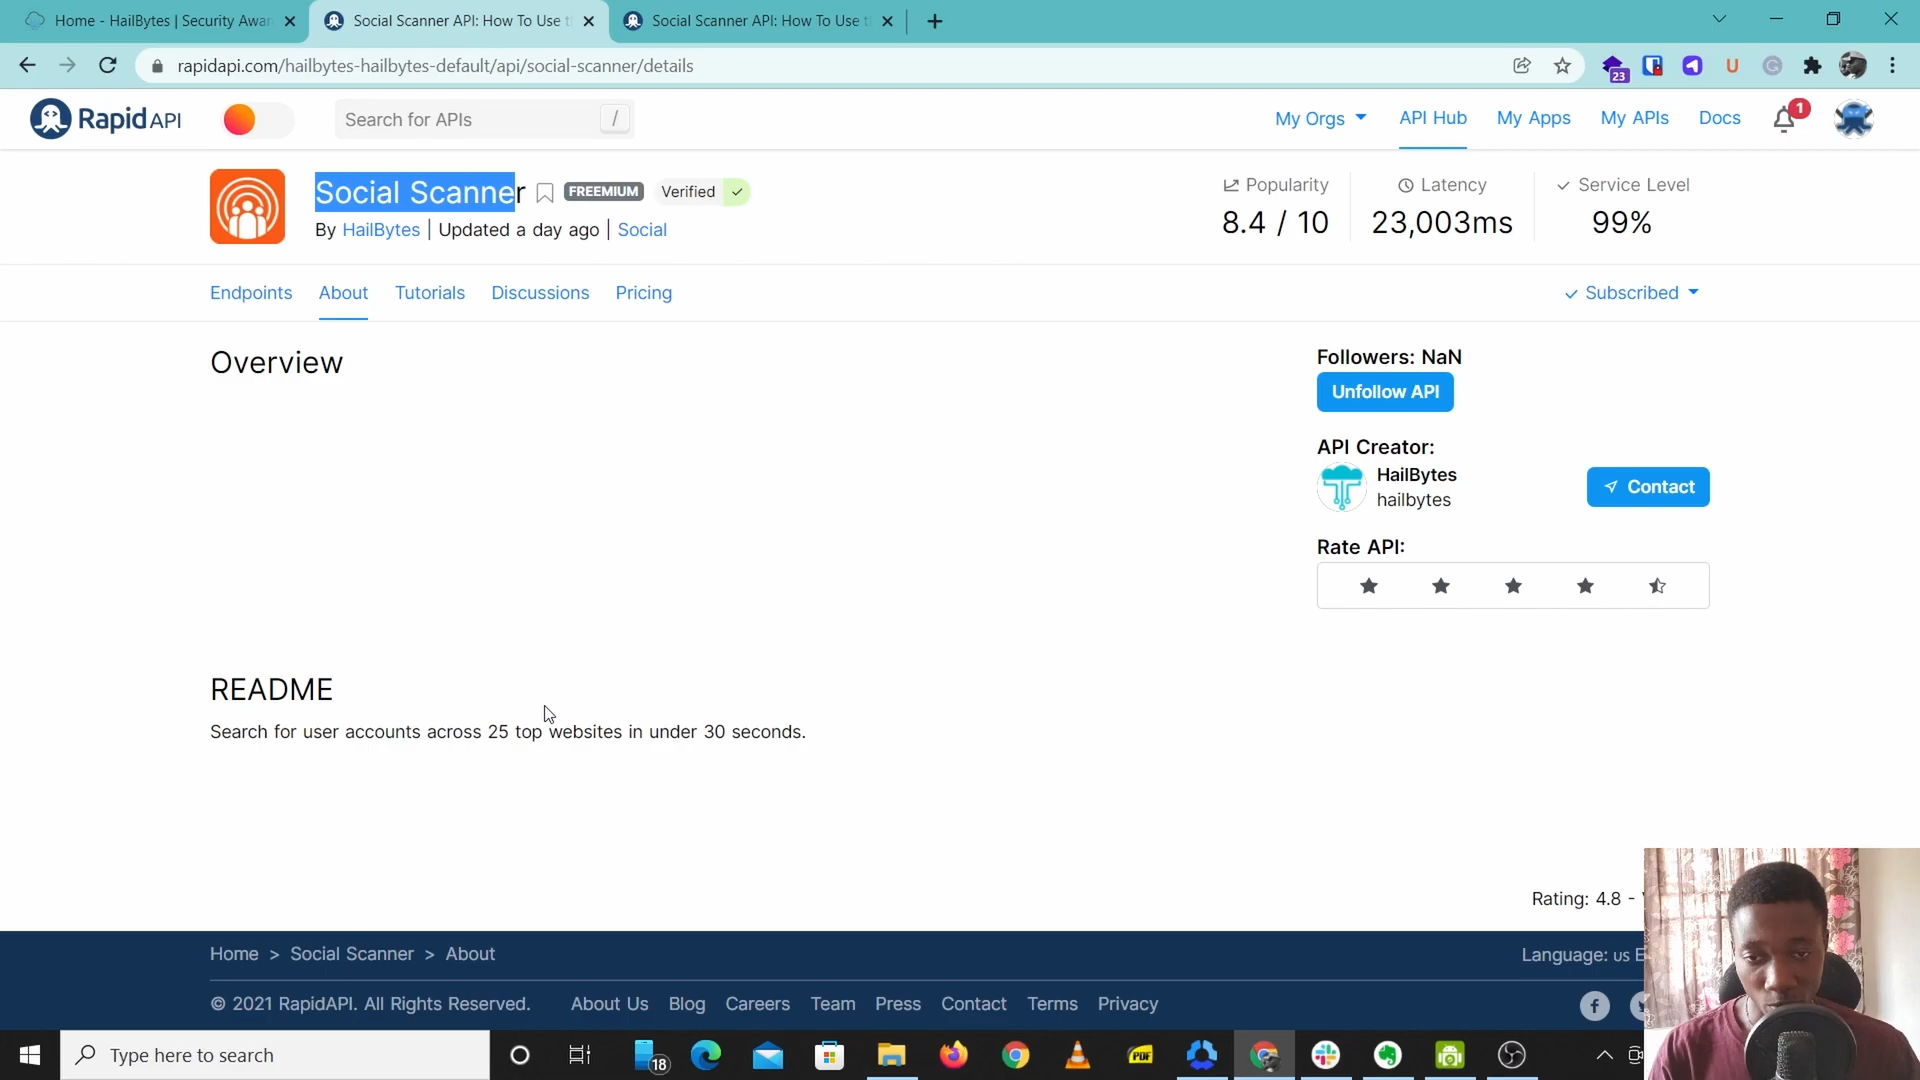 Home - HailBytes | Security Awar
Social Scanner API: How To Use t
Social Scanner API: How To Use t
rapidapi.com/hailbytes-hailbytes-default/api/social-scanner/details
23
U
G
Rapid API
Search for APIs
/
My Orgs
API Hub
My Apps
My APIs
Docs
1
Social Scanner
FREEMIUM
Verified
By HailBytes | Updated a day ago | Social
Popularity
8.4 / 10
Latency
23,003ms
Service Level
99%
Endpoints
About
Tutorials
Discussions
Pricing
Subscribed
Overview
Followers: NaN
Unfollow API
API Creator:
HailBytes
hailbytes
Contact
Rate API:
README
Search for user accounts across 25 top websites in under 30 seconds.
Rating: 4.8 -
Home > Social Scanner > About
Language: us E
© 2021 RapidAPI. All Rights Reserved.
About Us
Blog
Careers
Team
Press
Contact
Terms
Privacy
Type here to search
18
PDF